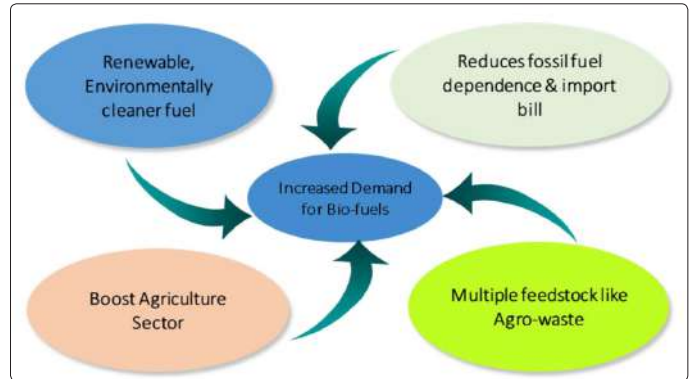 Renewable,
Environmentally
cleaner fuel
Reduces fossil fuel
dependence & import
bill
Increased Demand
for Bio-fuels
Boost Agriculture
Sector
Multiple feedstock like
Agro-waste